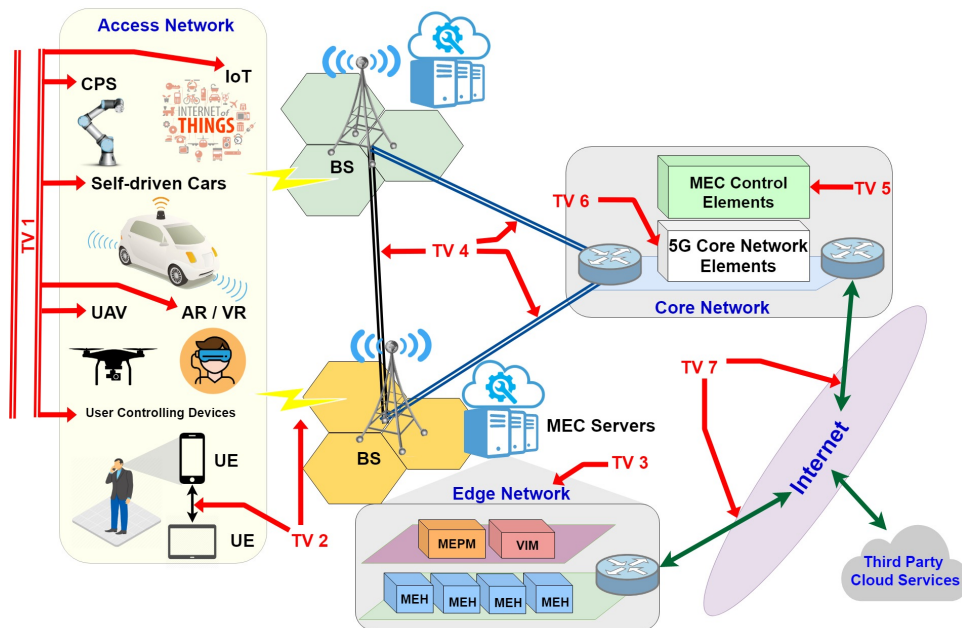 Access Network
IoT
CPS
INTERNET of
THINGS
Self-driven Cars
TV 1
UAV
AR / VR
User Controlling Devices
UE
UE
TV 2
BS
BS
TV 4
MEC Servers
TV 3
Edge Network
MEPM
VIM
MEH
MEH
MEH
MEH
MEC Control
Elements
TV 5
TV 6
5G Core Network
Elements
Core Network
TV 7
Internet
Third Party
Cloud Services